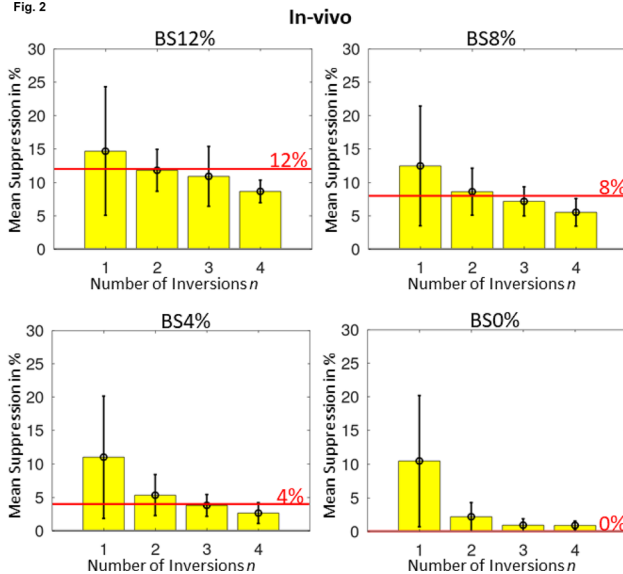 Fig. 2
In-vivo
BS12%
Mean Suppression in %
30
25
20
15
10
5
0
12%
1 2 3 4
Number of Inversions n
BS8%
Mean Suppression in %
30
25
20
15
10
5
0
8%
1 2 3 4
Number of Inversions n
BS4%
Mean Suppression in %
30
25
20
15
10
5
0
4%
1 2 3 4
Number of Inversions n
BS0%
Mean Suppression in %
30
25
20
15
10
5
0
0%
1 2 3 4
Number of Inversions n